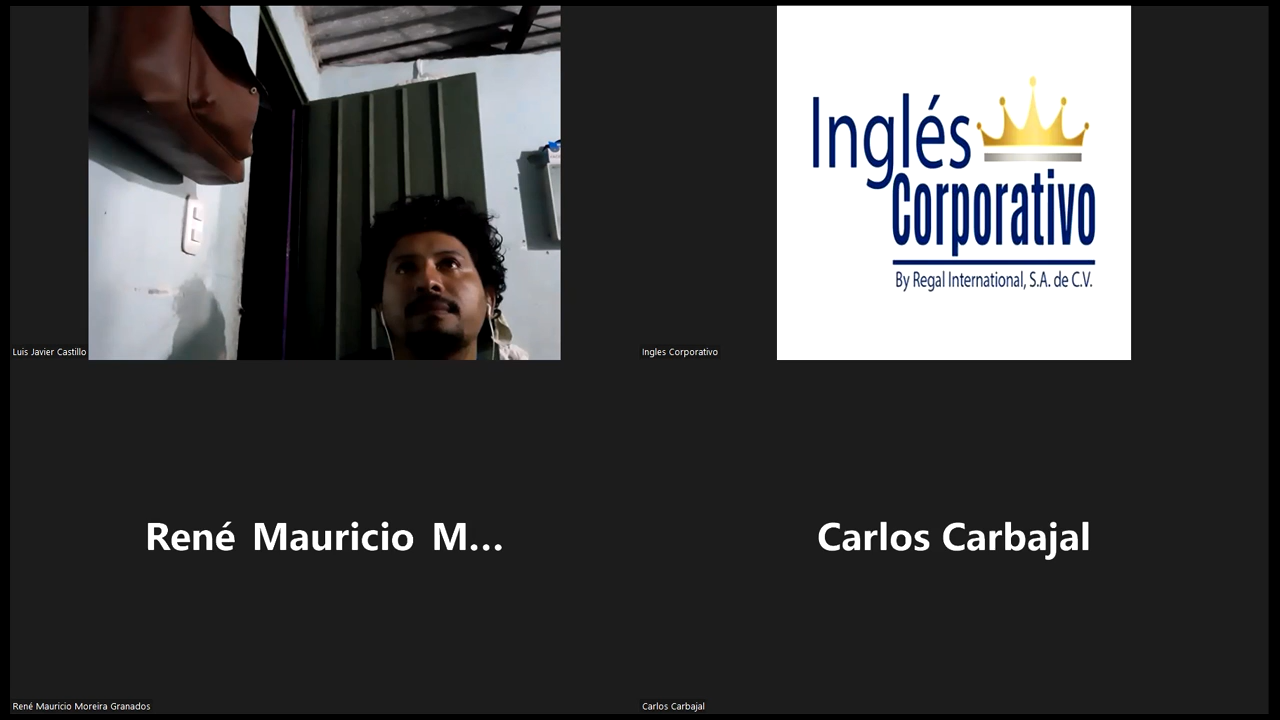 Luis Javier Castillo
Inglés
Corporativo
By Regal International, S.A. de C.V.
Ingles Corporativo
René Mauricio M...
René Mauricio Moreira Granados
Carlos Carbajal
Carlos Carbajal